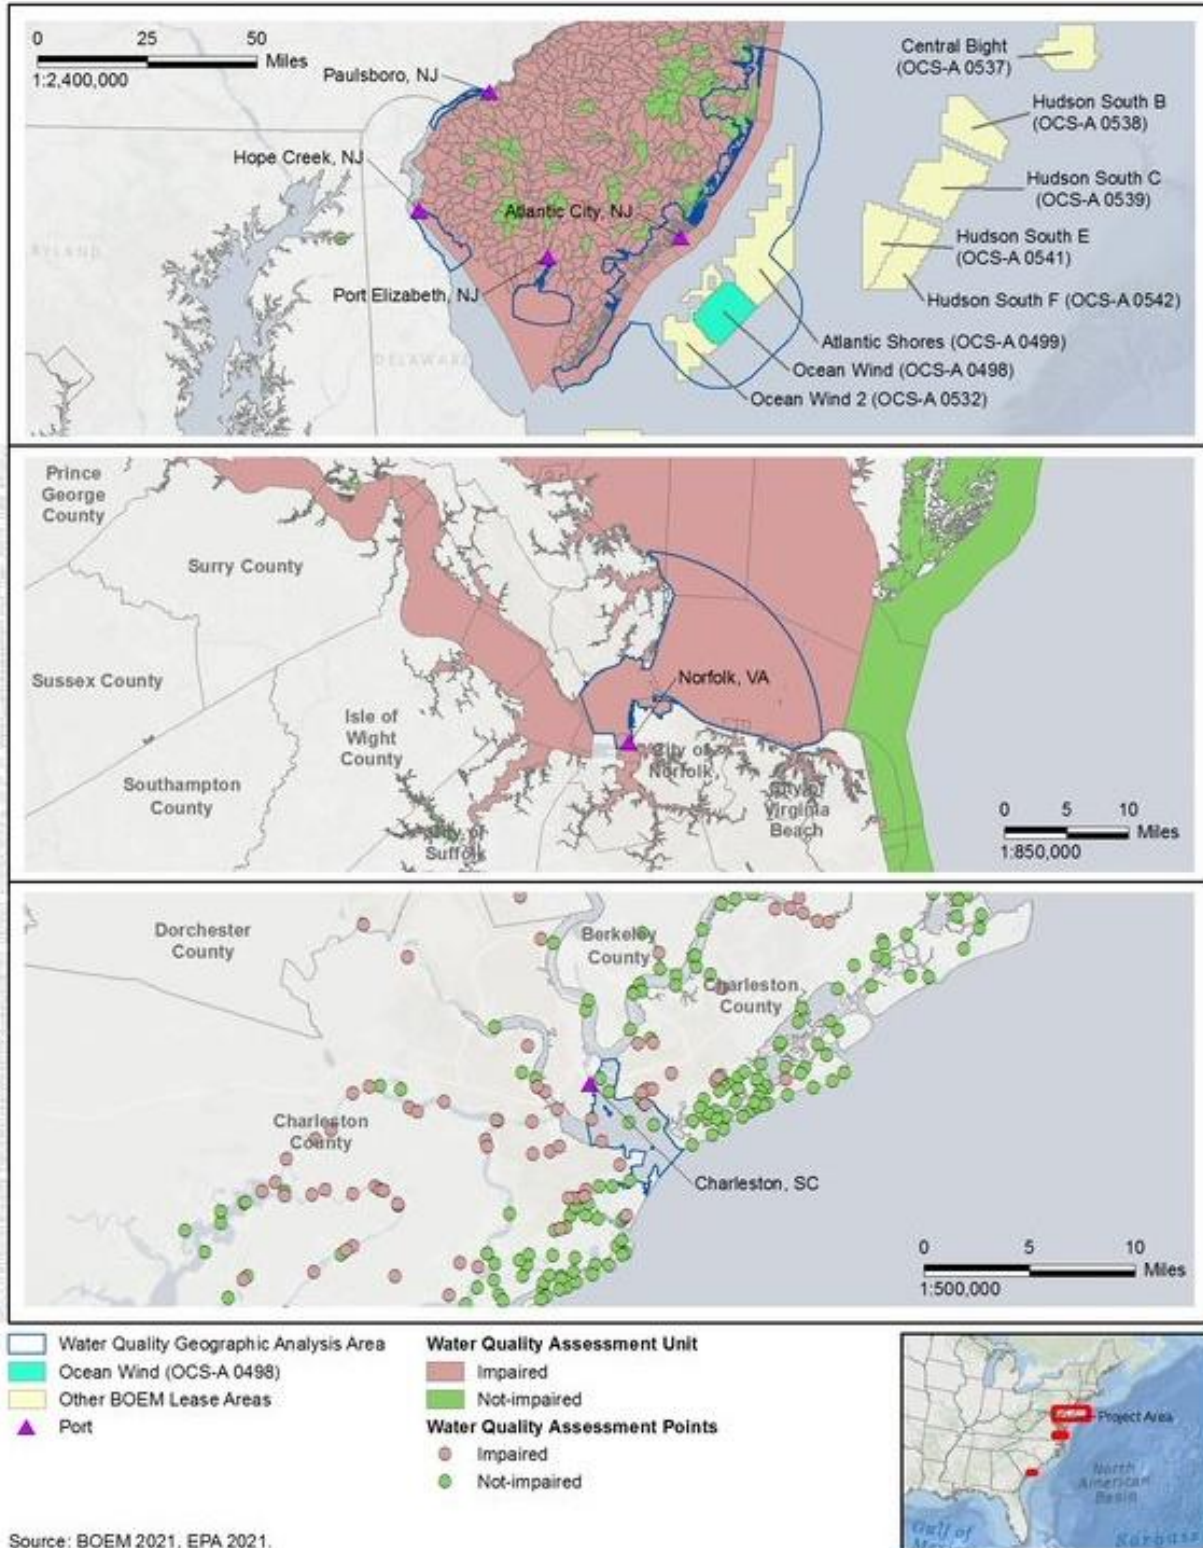 0 25 50
Miles
1:2,400,000
Paulsboro, NJ
Hope Creek, NJ
Atlantic City, NJ
Port Elizabeth, NJ
DELAWARE
Central Bight
(OCS-A 0537)
Hudson South B
(OCS-A 0538)
Hudson South C
(OCS-A 0539)
Hudson South E
(OCS-A 0541)
Hudson South F (OCS-A 0542)
Atlantic Shores (OCS-A 0499)
Ocean Wind (OCS-A 0498)
Ocean Wind 2 (OCS-A 0532)
Prince
George
County
Surry County
Sussex County
Isle of
Wight
County
Southampton
County
City of
Suffolk
Norfolk, VA
City of
Norfolk
City of
Virginia
Beach
0 5 10
Miles
1:850,000
Dorchester
County
Berkeley
County
Charleston
County
Charleston
County
Charleston, SC
0 5 10
Miles
1:500,000
Water Quality Geographic Analysis Area
Ocean Wind (OCS-A 0498)
Other BOEM Lease Areas
Port
Water Quality Assessment Unit
Impaired
Not-impaired
Water Quality Assessment Points
Impaired
Not-impaired
Project Area
North
American
Basin
Gulf of
Source: BOEM 2021, EPA 2021.